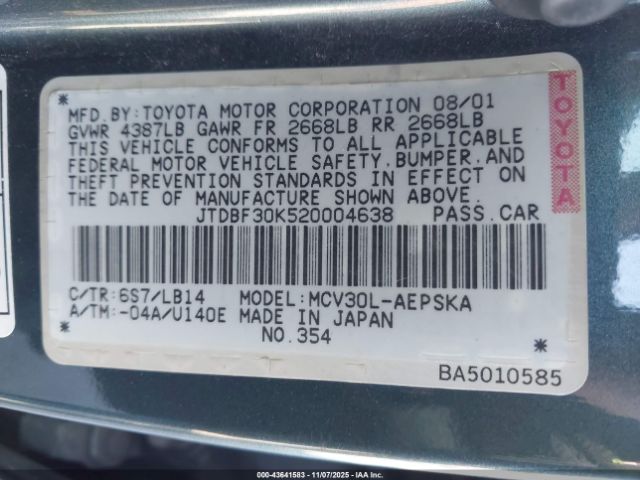 MFD.BY:TOYOTA MOTOR CORPORATION 08/01
GVWR 4387LB GAWR FR 2668LB RR 2668LB
THIS VEHICLE CONFORMS TO ALL APPLICABLE
FEDERAL MOTOR VEHICLE SAFETY,BUMPER,AND
THEFT PREVENTION STANDARDS IN EFFECT ON
THE DATE OF MANUFACTURE SHOWN ABOVE.
JTDBF30K520004638 PASS.CAR
TOYOTA
C/TR:6S7/LB14 MODEL:MCV30L-AEPSKA
A/TM:-04A/U140E MADE IN JAPAN
NO.354
BA5010585
000-43641583 | 11/07/2025 | IAAI.COM